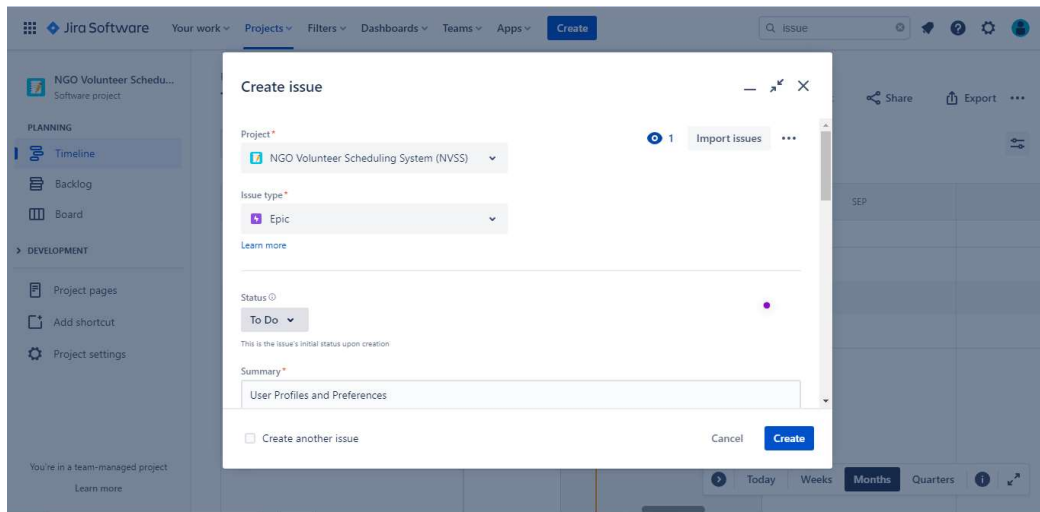 Jira Software Your work Projects Filters Dashboards Teams Apps Create issue
NGO Volunteer Schedu...
Software project
PLANNING
Timeline
Backlog
Board
DEVELOPMENT
Project pages
Add shortcut
Project settings
You're in a team-managed project
Learn more
Share Export
SEP
Create issue
Project *
1 Import issues
NGO Volunteer Scheduling System (NVSS)
Issue type *
Epic
Learn more
Status
To Do
This is the issue's initial status upon creation
Summary *
User Profiles and Preferences
Create another issue Cancel Create
Today Weeks Months Quarters